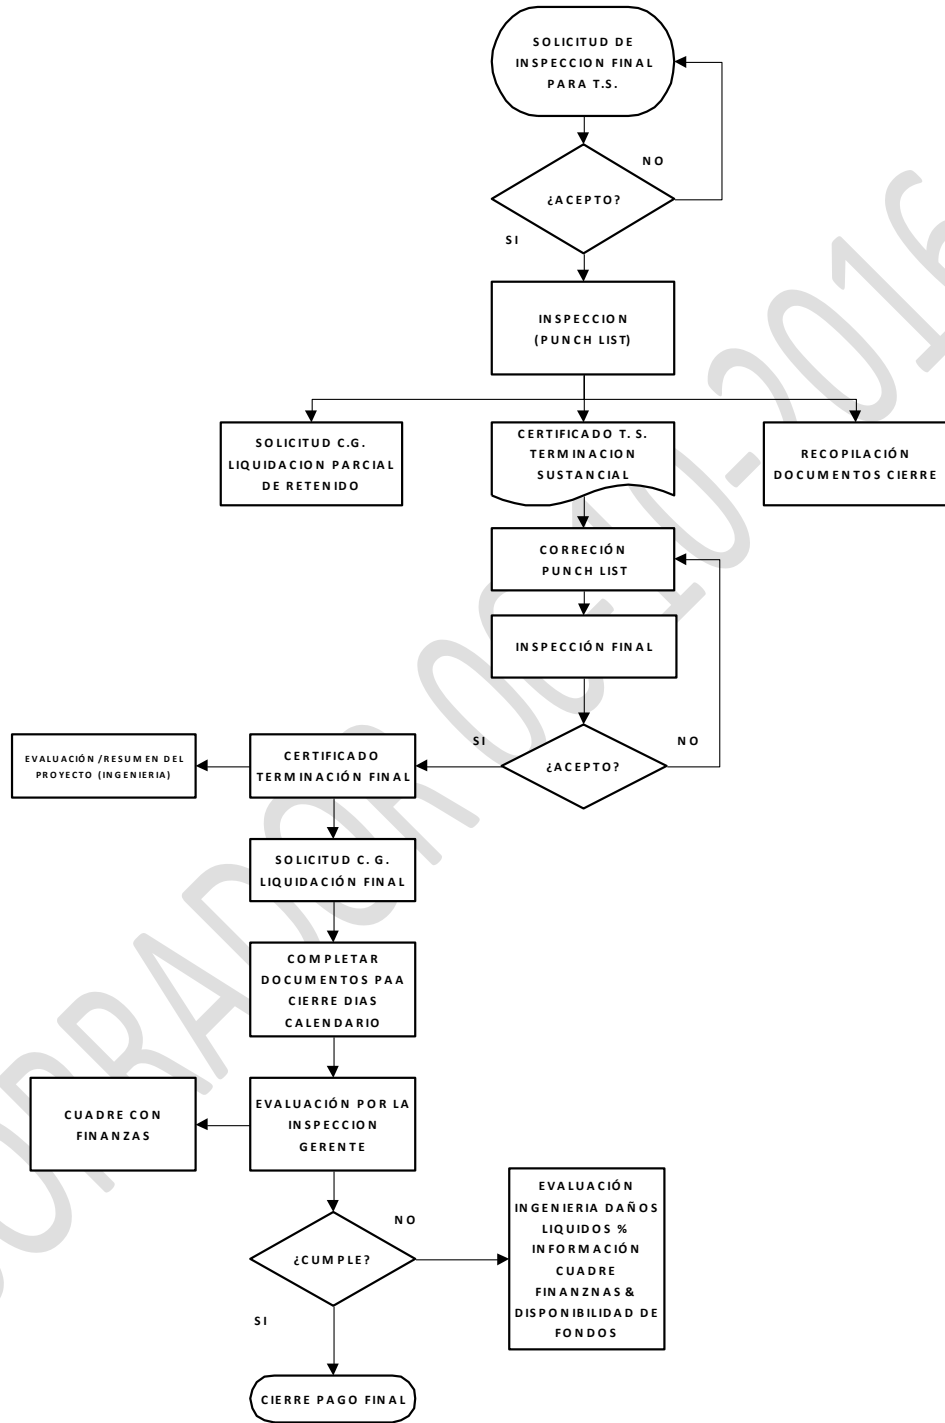 SOLICITUD DE
INSPECCION FINAL
PARA T.S.
NO
¿ACEPTO?
SI
INSPECCION
(PUNCH LIST)
SOLICITUD C.G.
LIQUIDACION PARCIAL
DE RETENIDO
CERTIFICADO T. S.
TERMINACION
SUSTANCIAL
RECOPILACIÓN
DOCUMENTOS CIERRE
CORRECIÓN
PUNCH LIST
INSPECCIÓN FINAL
SI
NO
¿ACEPTO?
CERTIFICADO
TERMINACIÓN FINAL
EVALUACIÓN /RESUMEN DEL
PROYECTO (INGENIERIA)
SOLICITUD C. G.
LIQUIDACIÓN FINAL
COMPLETAR
DOCUMENTOS PAA
CIERRE DIAS
CALENDARIO
EVALUACIÓN POR LA
INSPECCION
GERENTE
CUADRE CON
FINANZAS
NO
¿CUMPLE?
SI
EVALUACIÓN
INGENIERIA DAÑOS
LIQUIDOS %
INFORMACIÓN
CUADRE
FINANZNAS &
DISPONIBILIDAD DE
FONDOS
CIERRE PAGO FINAL